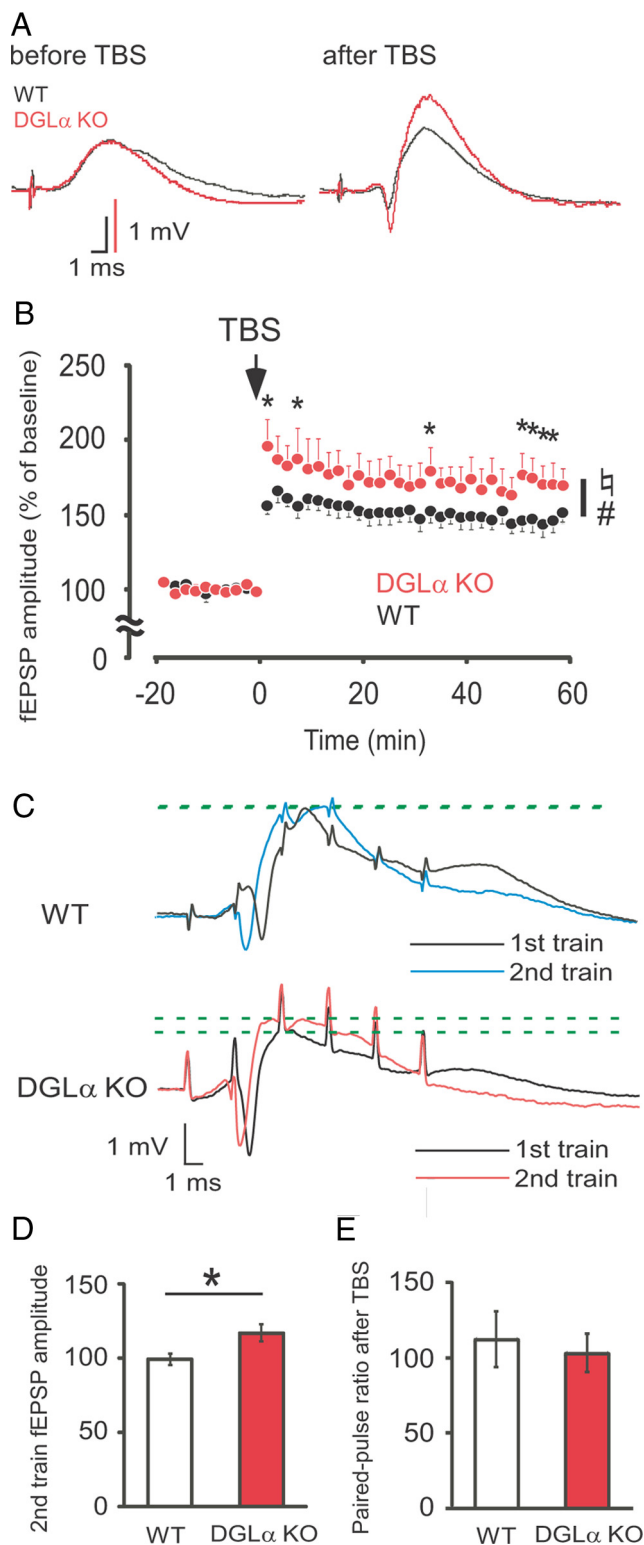 A
before TBS
after TBS
WT
DGLα KO
1 mV
1 ms
B
TBS
fEPSP amplitude (% of baseline)
250
200
150
100
0
* * * ****
♮
#
DGLα KO
WT
-20 0 20 40 60
Time (min)
C
WT
1st train
2nd train
DGLα KO
1 mV
1 ms
1st train
2nd train
D
2nd train fEPSP amplitude
150
100
50
0
*
WT DGLα KO
E
Paired-pulse ratio after TBS
150
100
50
0
WT DGLα KO